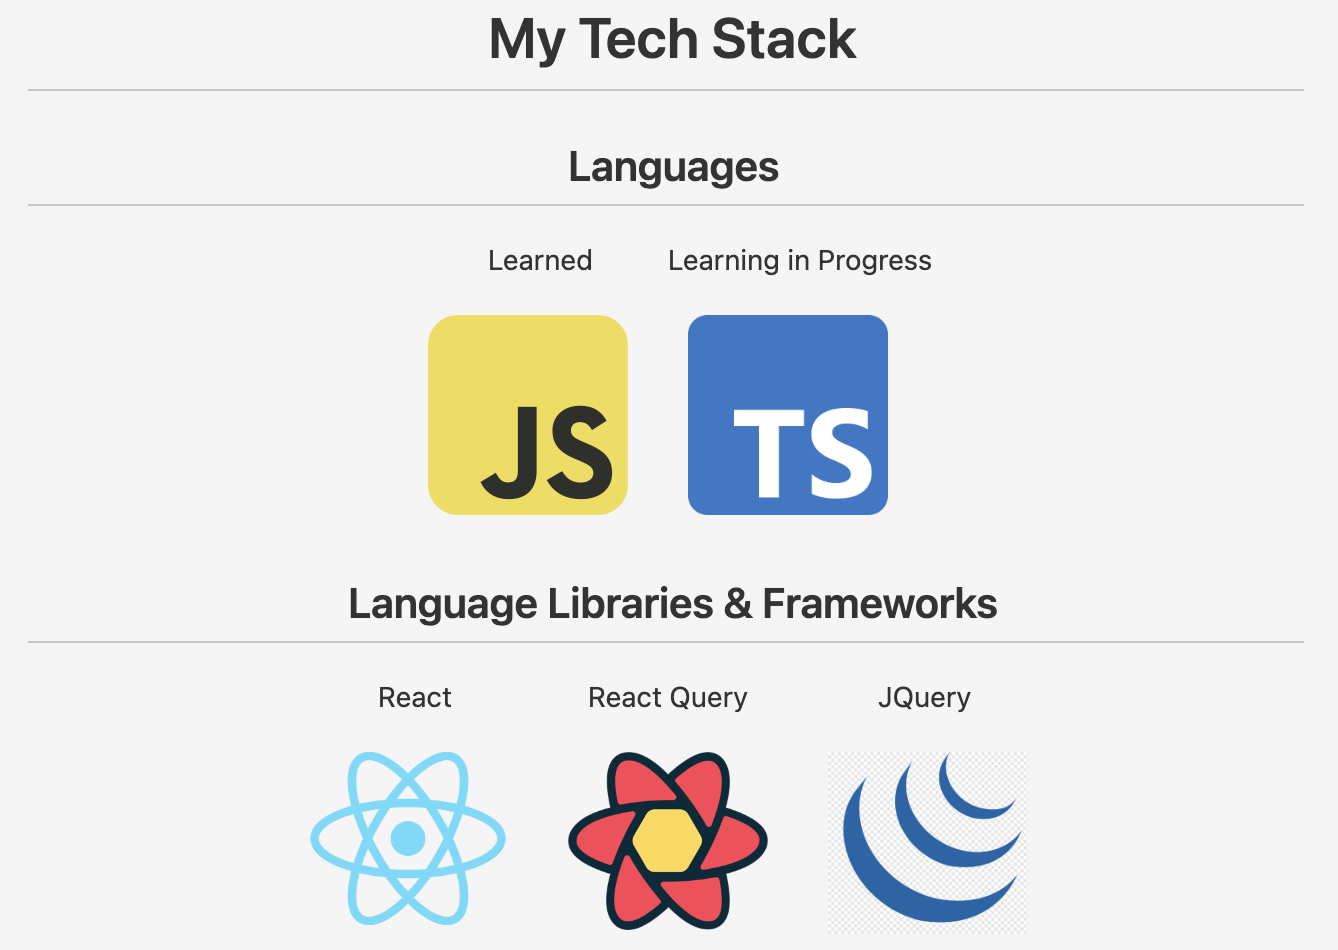 My Tech Stack
Languages
Learned Learning in Progress
JS TS
Language Libraries & Frameworks
React React Query JQuery